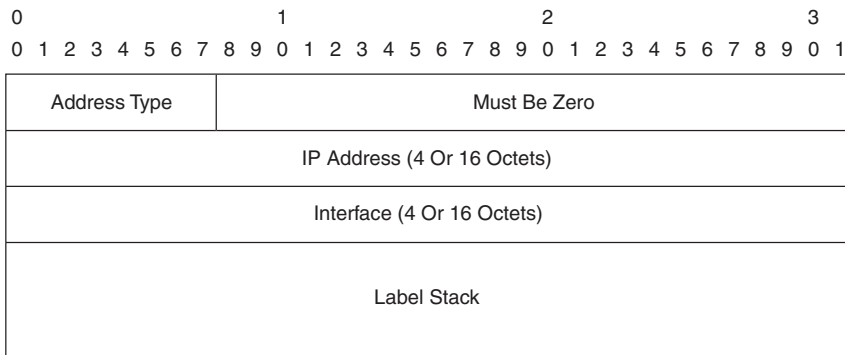 0 1 2 3
0 1 2 3 4 5 6 7 8 9 0 1 2 3 4 5 6 7 8 9 0 1 2 3 4 5 6 7 8 9 0 1
Address Type Must Be Zero
IP Address (4 Or 16 Octets)
Interface (4 Or 16 Octets)
Label Stack